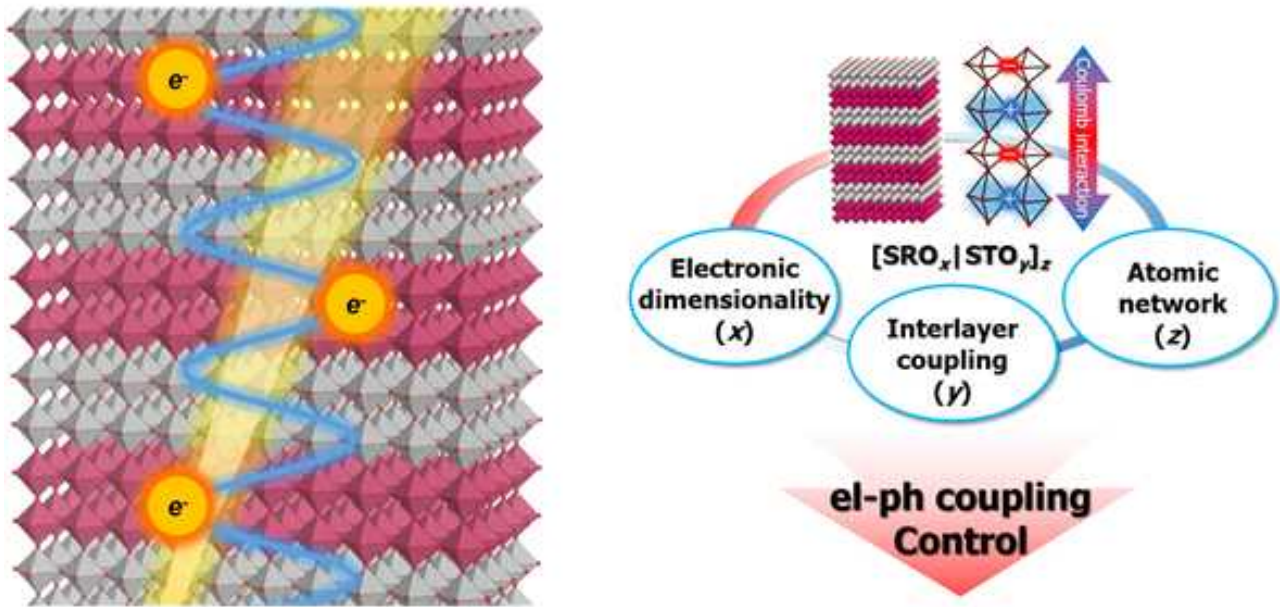 e-
e-
e-
Coulomb interaction
[SROx|STOy]z
Electronic
dimensionality
(x)
Interlayer
coupling
(y)
Atomic
network
(z)
el-ph coupling
Control